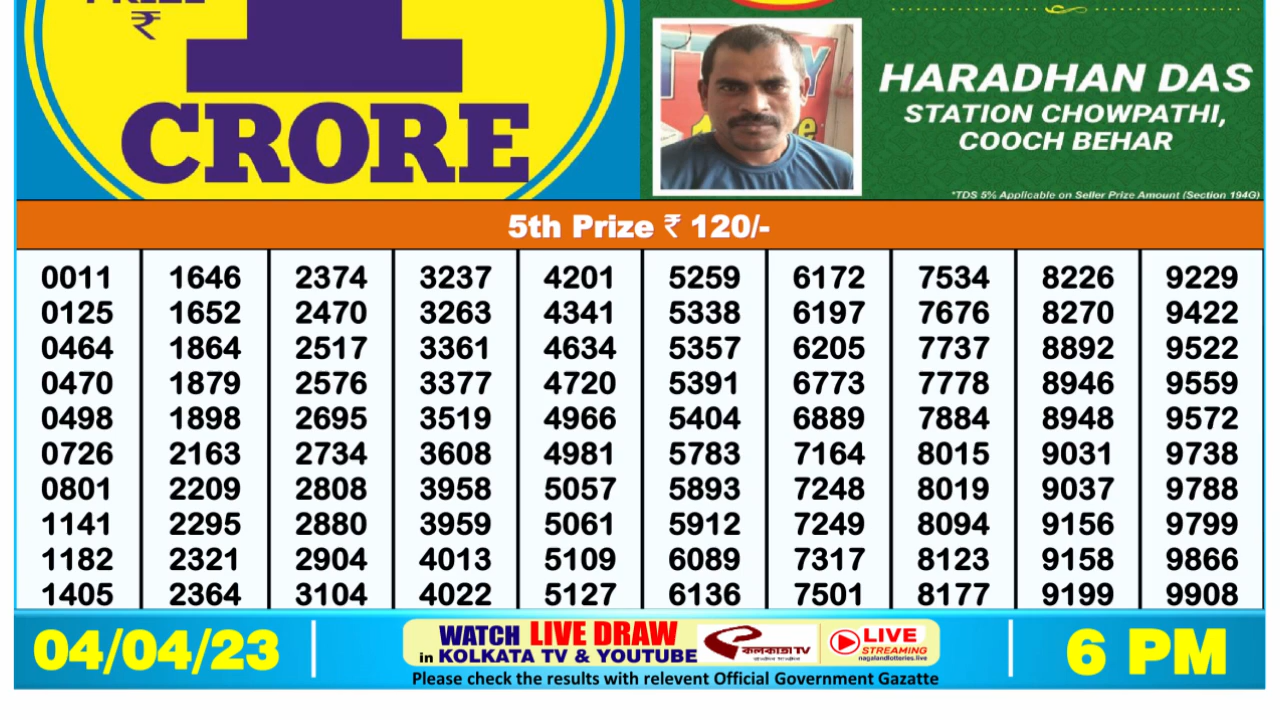 PRIZE
₹
1
CRORE
HARADHAN DAS
STATION CHOWPATHI,
COOCH BEHAR
*TDS 5% Applicable on Seller Prize Amount (Section 194G)
5th Prize ₹ 120/-
0011 1646 2374 3237 4201 5259 6172 7534 8226 9229
0125 1652 2470 3263 4341 5338 6197 7676 8270 9422
0464 1864 2517 3361 4634 5357 6205 7737 8892 9522
0470 1879 2576 3377 4720 5391 6773 7778 8946 9559
0498 1898 2695 3519 4966 5404 6889 7884 8948 9572
0726 2163 2734 3608 4981 5783 7164 8015 9031 9738
0801 2209 2808 3958 5057 5893 7248 8019 9037 9788
1141 2295 2880 3959 5061 5912 7249 8094 9156 9799
1182 2321 2904 4013 5109 6089 7317 8123 9158 9866
1405 2364 3104 4022 5127 6136 7501 8177 9199 9908
04/04/23
WATCH LIVE DRAW
in KOLKATA TV & YOUTUBE
কলকাতা TV
LIVE
STREAMING
nagalandlotteries.live
6 PM
Please check the results with relevent Official Government Gazatte